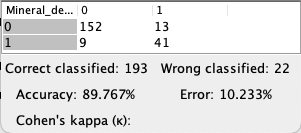 Mineral_de... 0 1
0 152 13
1 9 41
Correct classified: 193 Wrong classified: 22
Accuracy: 89.767% Error: 10.233%
Cohen's kappa (κ):